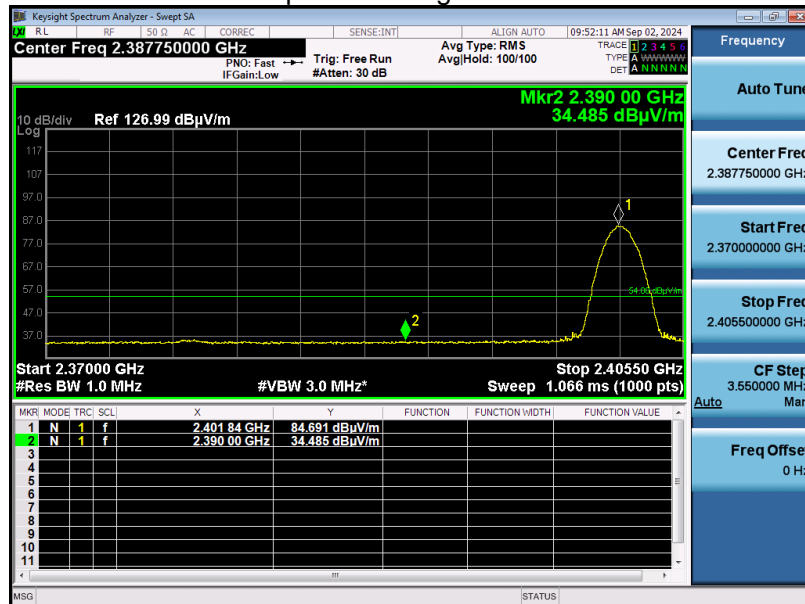 Keysight Spectrum Analyzer - Swept SA
LXI RL RF 50 Ω AC CORREC SENSE:INT ALIGN AUTO 09:52:11 AM Sep 02, 2024
Center Freq 2.387750000 GHz
PNO: Fast
IFGain:Low
Trig: Free Run
#Atten: 30 dB
Avg Type: RMS
Avg|Hold: 100/100
TRACE 1 2 3 4 5 6
TYPE A WWWWW
DET A N N N N N
Mkr2 2.390 00 GHz
34.485 dBµV/m
10 dB/div Ref 126.99 dBµV/m
Log
117
107
97.0
1
87.0
77.0
67.0
57.0
54.00 dBµV/m
47.0
2
37.0
Start 2.37000 GHz Stop 2.40550 GHz
#Res BW 1.0 MHz #VBW 3.0 MHz* Sweep 1.066 ms (1000 pts)
MKR MODE TRC SCL X Y FUNCTION FUNCTION WIDTH FUNCTION VALUE
1 N 1 f 2.401 84 GHz 84.691 dBµV/m
2 N 1 f 2.390 00 GHz 34.485 dBµV/m
3
4
5
6
7
8
9
10
11
MSG STATUS
Frequency
Auto Tune
Center Freq
2.387750000 GHz
Start Freq
2.370000000 GHz
Stop Freq
2.405500000 GHz
CF Step
3.550000 MHz
Auto Man
Freq Offset
0 Hz